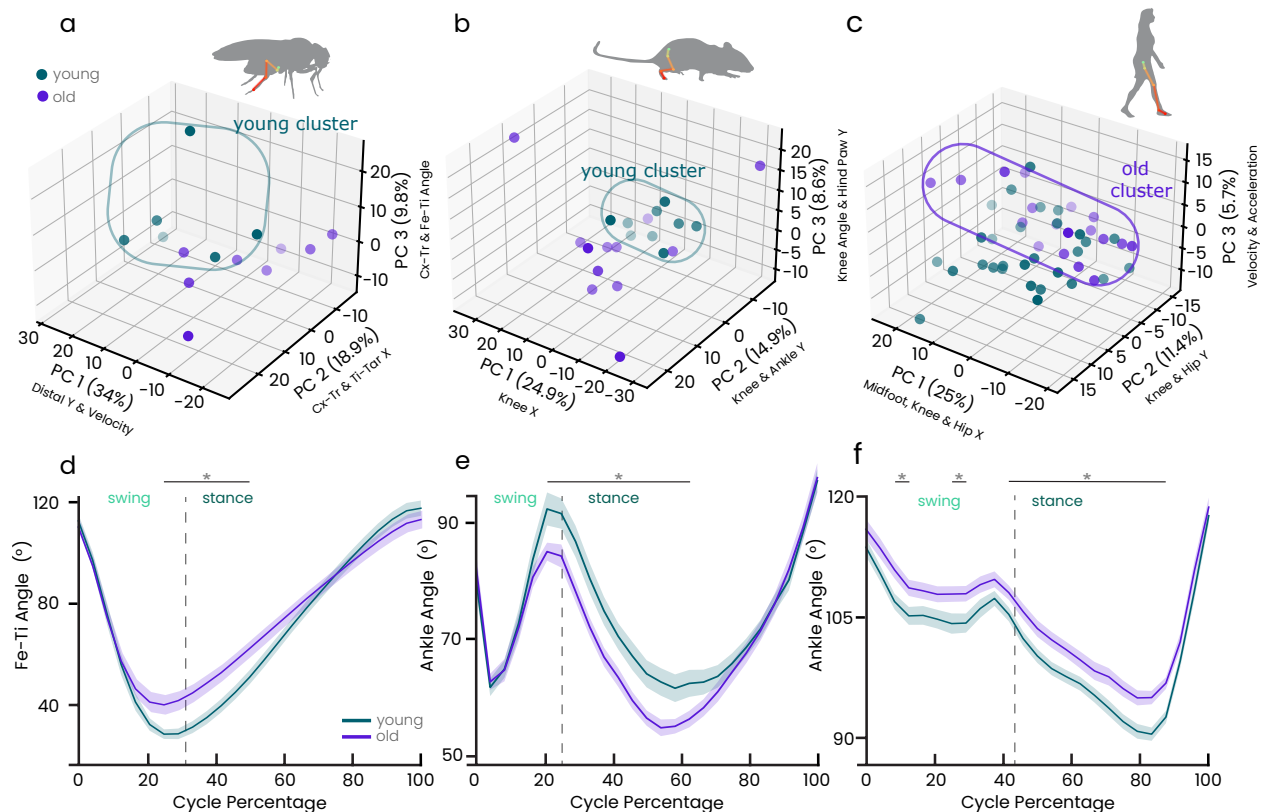 a
young
old
young cluster
20
10
0
−10
PC 3 (9.8%)
Cx−Tr & Fe−Ti Angle
30
20
10
0
−10
−20
PC 1 (34%)
Distal Y & Velocity
−10
0
10
20
PC 2 (18.9%)
Cx−Tr & Ti−Tar X
b
young cluster
20
15
10
5
0
−5
−10
PC 3 (8.6%)
Knee Angle & Hind Paw Y
30
20
10
0
−10
−20
−30
PC 1 (24.9%)
Knee X
−10
0
10
20
PC 2 (14.9%)
Knee & Ankle Y
c
old
cluster
15
10
5
0
−5
−10
PC 3 (5.7%)
Velocity & Acceleration
20
10
0
−10
−20
PC 1 (25%)
Midfoot, Knee & Hip X
−15
−10
−5
0
5
10
15
PC 2 (11.4%)
Knee & Hip Y
d
*
swing
stance
120
80
40
Fe−Ti Angle (°)
young
old
0
20
40
60
80
100
Cycle Percentage
e
*
swing
stance
90
70
50
Ankle Angle (°)
0
20
40
60
80
100
Cycle Percentage
f
* * *
swing
stance
120
105
90
Ankle Angle (°)
0
20
40
60
80
100
Cycle Percentage